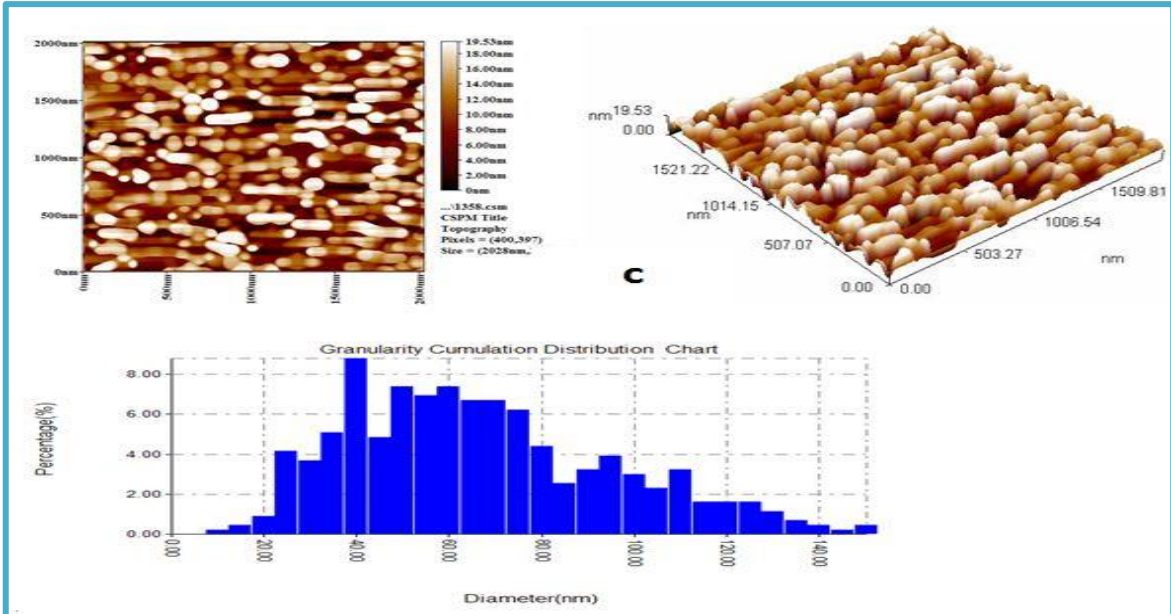 2000nm
1500nm
1000nm
500nm
0nm
0nm
500nm
1000nm
1500nm
2000nm
19.53nm
18.00nm
16.00nm
14.00nm
12.00nm
10.00nm
8.00nm
6.00nm
4.00nm
2.00nm
0nm
...\1358.csm
CSPM Title
Topography
Pixels = (400,397)
Size = (2028nm,
nm 19.53
0.00
1521.22
1014.15
nm
507.07
0.00
0.00
503.27
1006.54
1509.81
nm
c
Granularity Cumulation Distribution Chart
Percentage(%)
8.00
6.00
4.00
2.00
0.00
0.00
20.00
40.00
60.00
80.00
100.00
120.00
140.00
Diameter(nm)